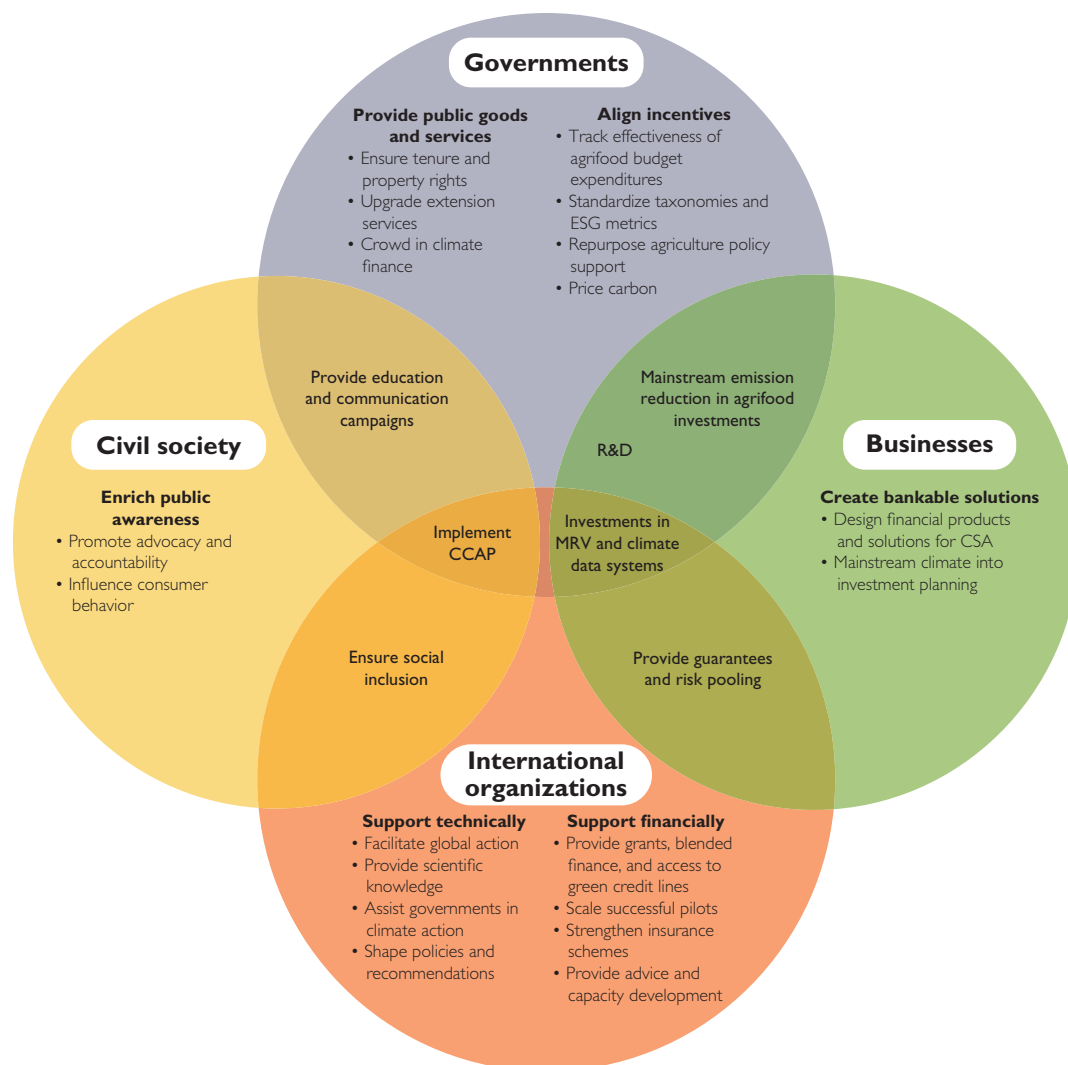 Governments
Provide public goods
and services
• Ensure tenure and
property rights
• Upgrade extension
services
• Crowd in climate
finance
Align incentives
• Track effectiveness of
agrifood budget
expenditures
• Standardize taxonomies and
ESG metrics
• Repurpose agriculture policy
support
• Price carbon
Provide education
and communication
campaigns
Mainstream emission
reduction in agrifood
investments
R&D
Civil society
Enrich public
awareness
• Promote advocacy and
accountability
• Influence consumer
behavior
Businesses
Create bankable solutions
• Design financial products
and solutions for CSA
• Mainstream climate into
investment planning
Implement
CCAP
Investments in
MRV and climate
data systems
Ensure social
inclusion
Provide guarantees
and risk pooling
International
organizations
Support technically
• Facilitate global action
• Provide scientific
knowledge
• Assist governments in
climate action
• Shape policies and
recommendations
Support financially
• Provide grants, blended
finance, and access to
green credit lines
• Scale successful pilots
• Strengthen insurance
schemes
• Provide advice and
capacity development